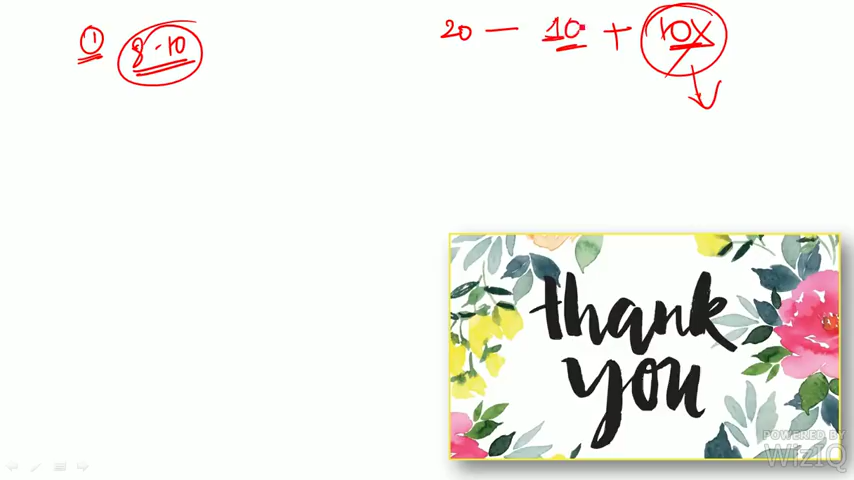 ① 8-10
20 — 10 + 10X
thank
you
POWERED BY
WiZiQ